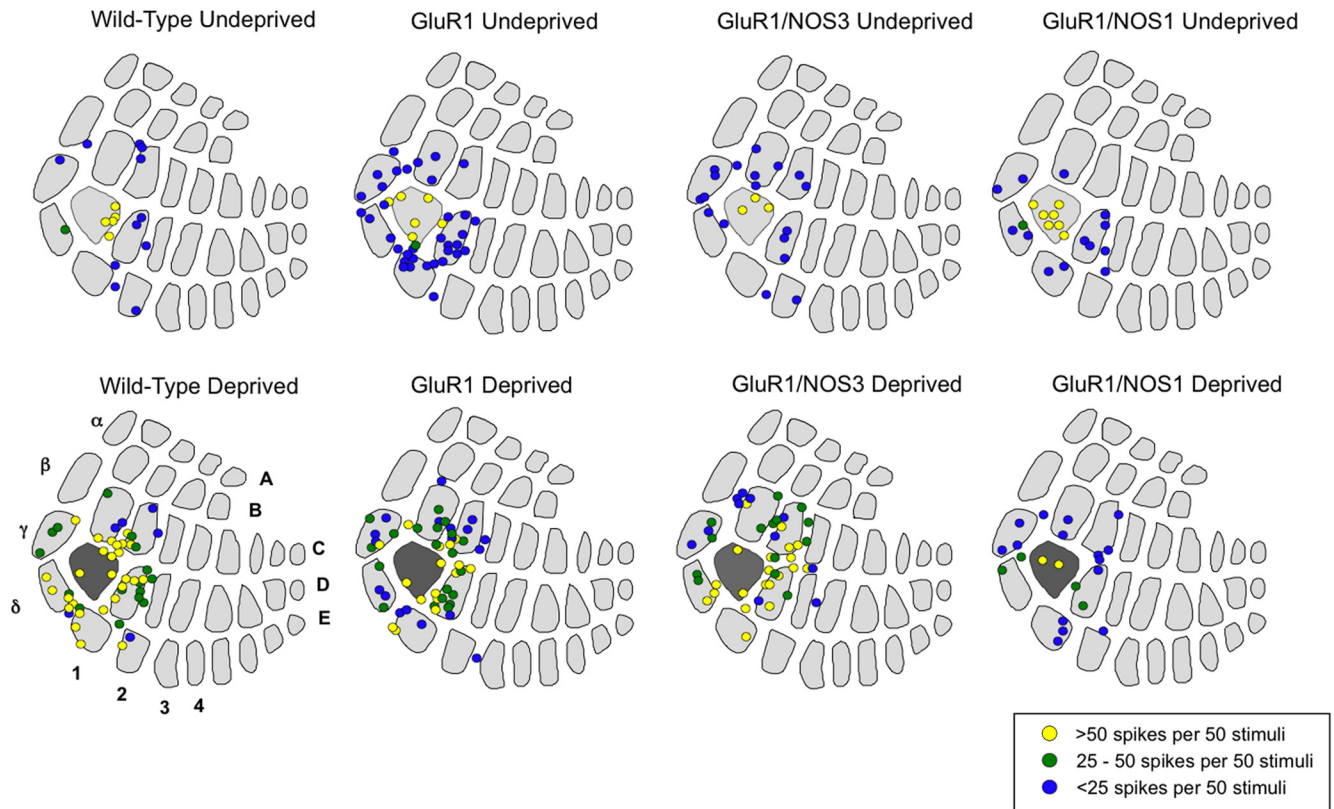 Wild-Type Undeprived
GluR1 Undeprived
GluR1/NOS3 Undeprived
GluR1/NOS1 Undeprived
Wild-Type Deprived
GluR1 Deprived
GluR1/NOS3 Deprived
GluR1/NOS1 Deprived
α
β
A
B
γ
C
D
δ
E
1
2
3
4
>50 spikes per 50 stimuli
25 - 50 spikes per 50 stimuli
<25 spikes per 50 stimuli